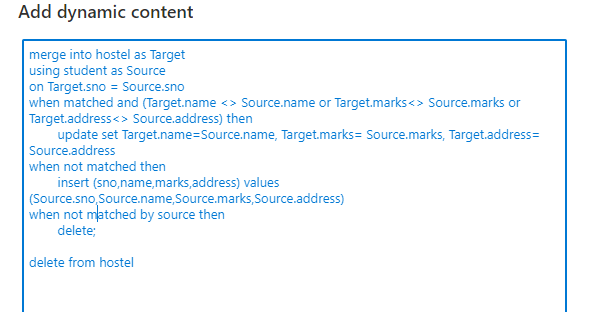 Add dynamic content
merge into hostel as Target
using student as Source
on Target.sno = Source.sno
when matched and (Target.name <> Source.name or Target.marks<> Source.marks or
Target.address<> Source.address) then
update set Target.name=Source.name, Target.marks= Source.marks, Target.address=
Source.address
when not matched then
insert (sno,name,marks,address) values
(Source.sno,Source.name,Source.marks,Source.address)
when not matched by source then
delete;
delete from hostel